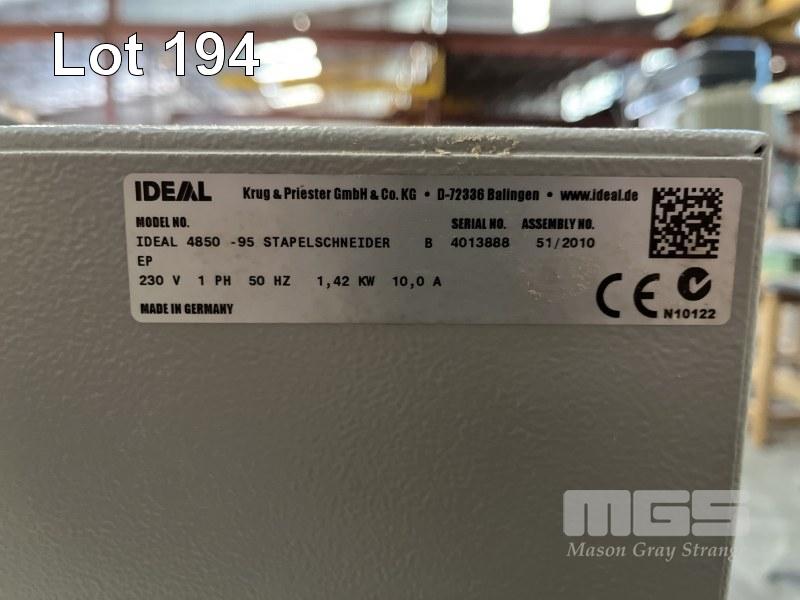 Lot 194
IDEAL Krug & Priester GmbH & Co. KG • D-72336 Balingen • www.ideal.de
MODEL NO. SERIAL NO. ASSEMBLY NO.
IDEAL 4850 -95 STAPELSCHNEIDER B 4013888 51/2010
EP
230 V 1 PH 50 HZ 1,42 KW 10,0 A
CE
MADE IN GERMANY N10122
MGS
Mason Gray Strange